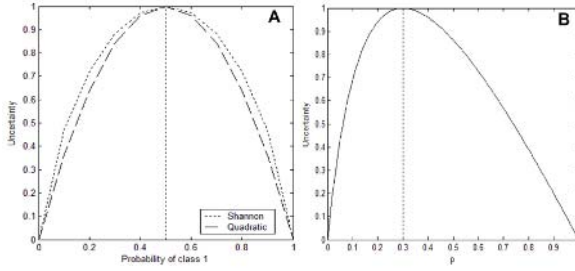 A
Uncertainty
1
0.9
0.8
0.7
0.6
0.5
0.4
0.3
0.2
0.1
0
0 0.2 0.4 0.6 0.8 1
Probability of class 1
Shannon
Quadratic
B
Uncertainty
1
0.9
0.8
0.7
0.6
0.5
0.4
0.3
0.2
0.1
0
0 0.1 0.2 0.3 0.4 0.5 0.6 0.7 0.8 0.9
p